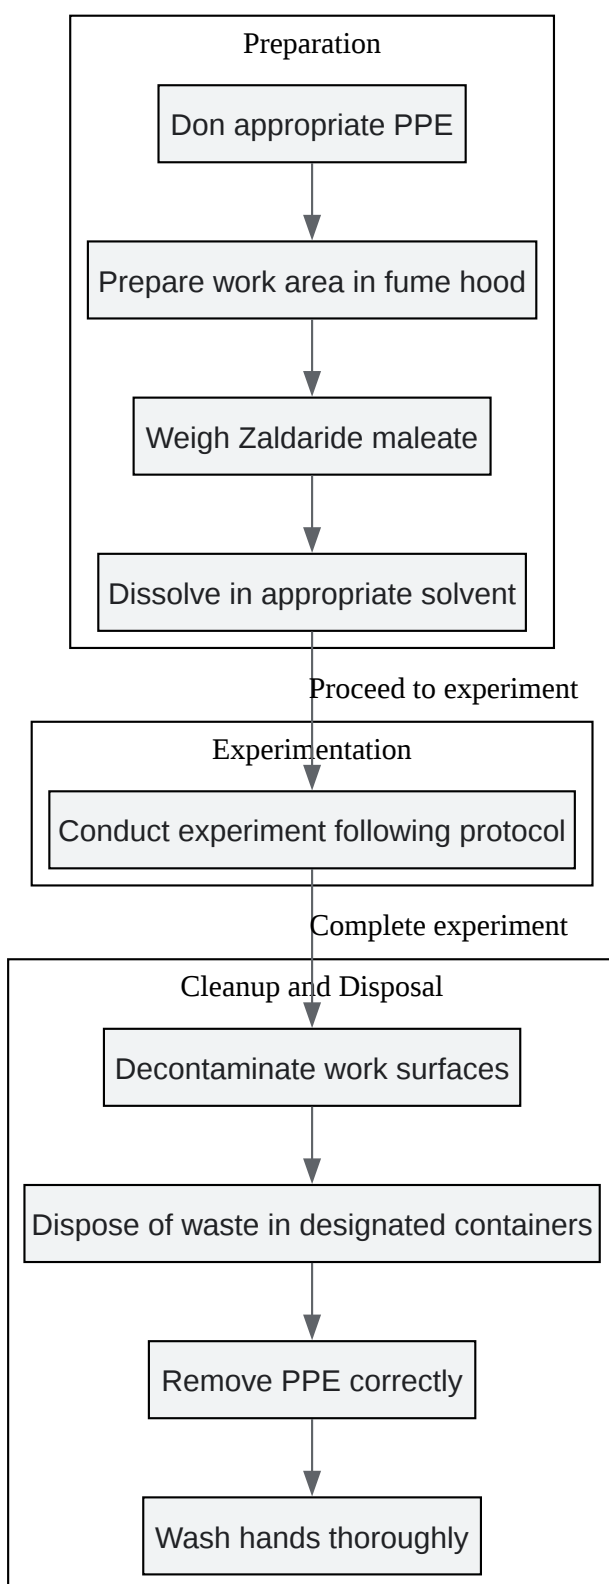 Preparation
Don appropriate PPE
Prepare work area in fume hood
Weigh Zaldaride maleate
Dissolve in appropriate solvent
Proceed to experiment
Experimentation
Conduct experiment following protocol
Complete experiment
Cleanup and Disposal
Decontaminate work surfaces
Dispose of waste in designated containers
Remove PPE correctly
Wash hands thoroughly